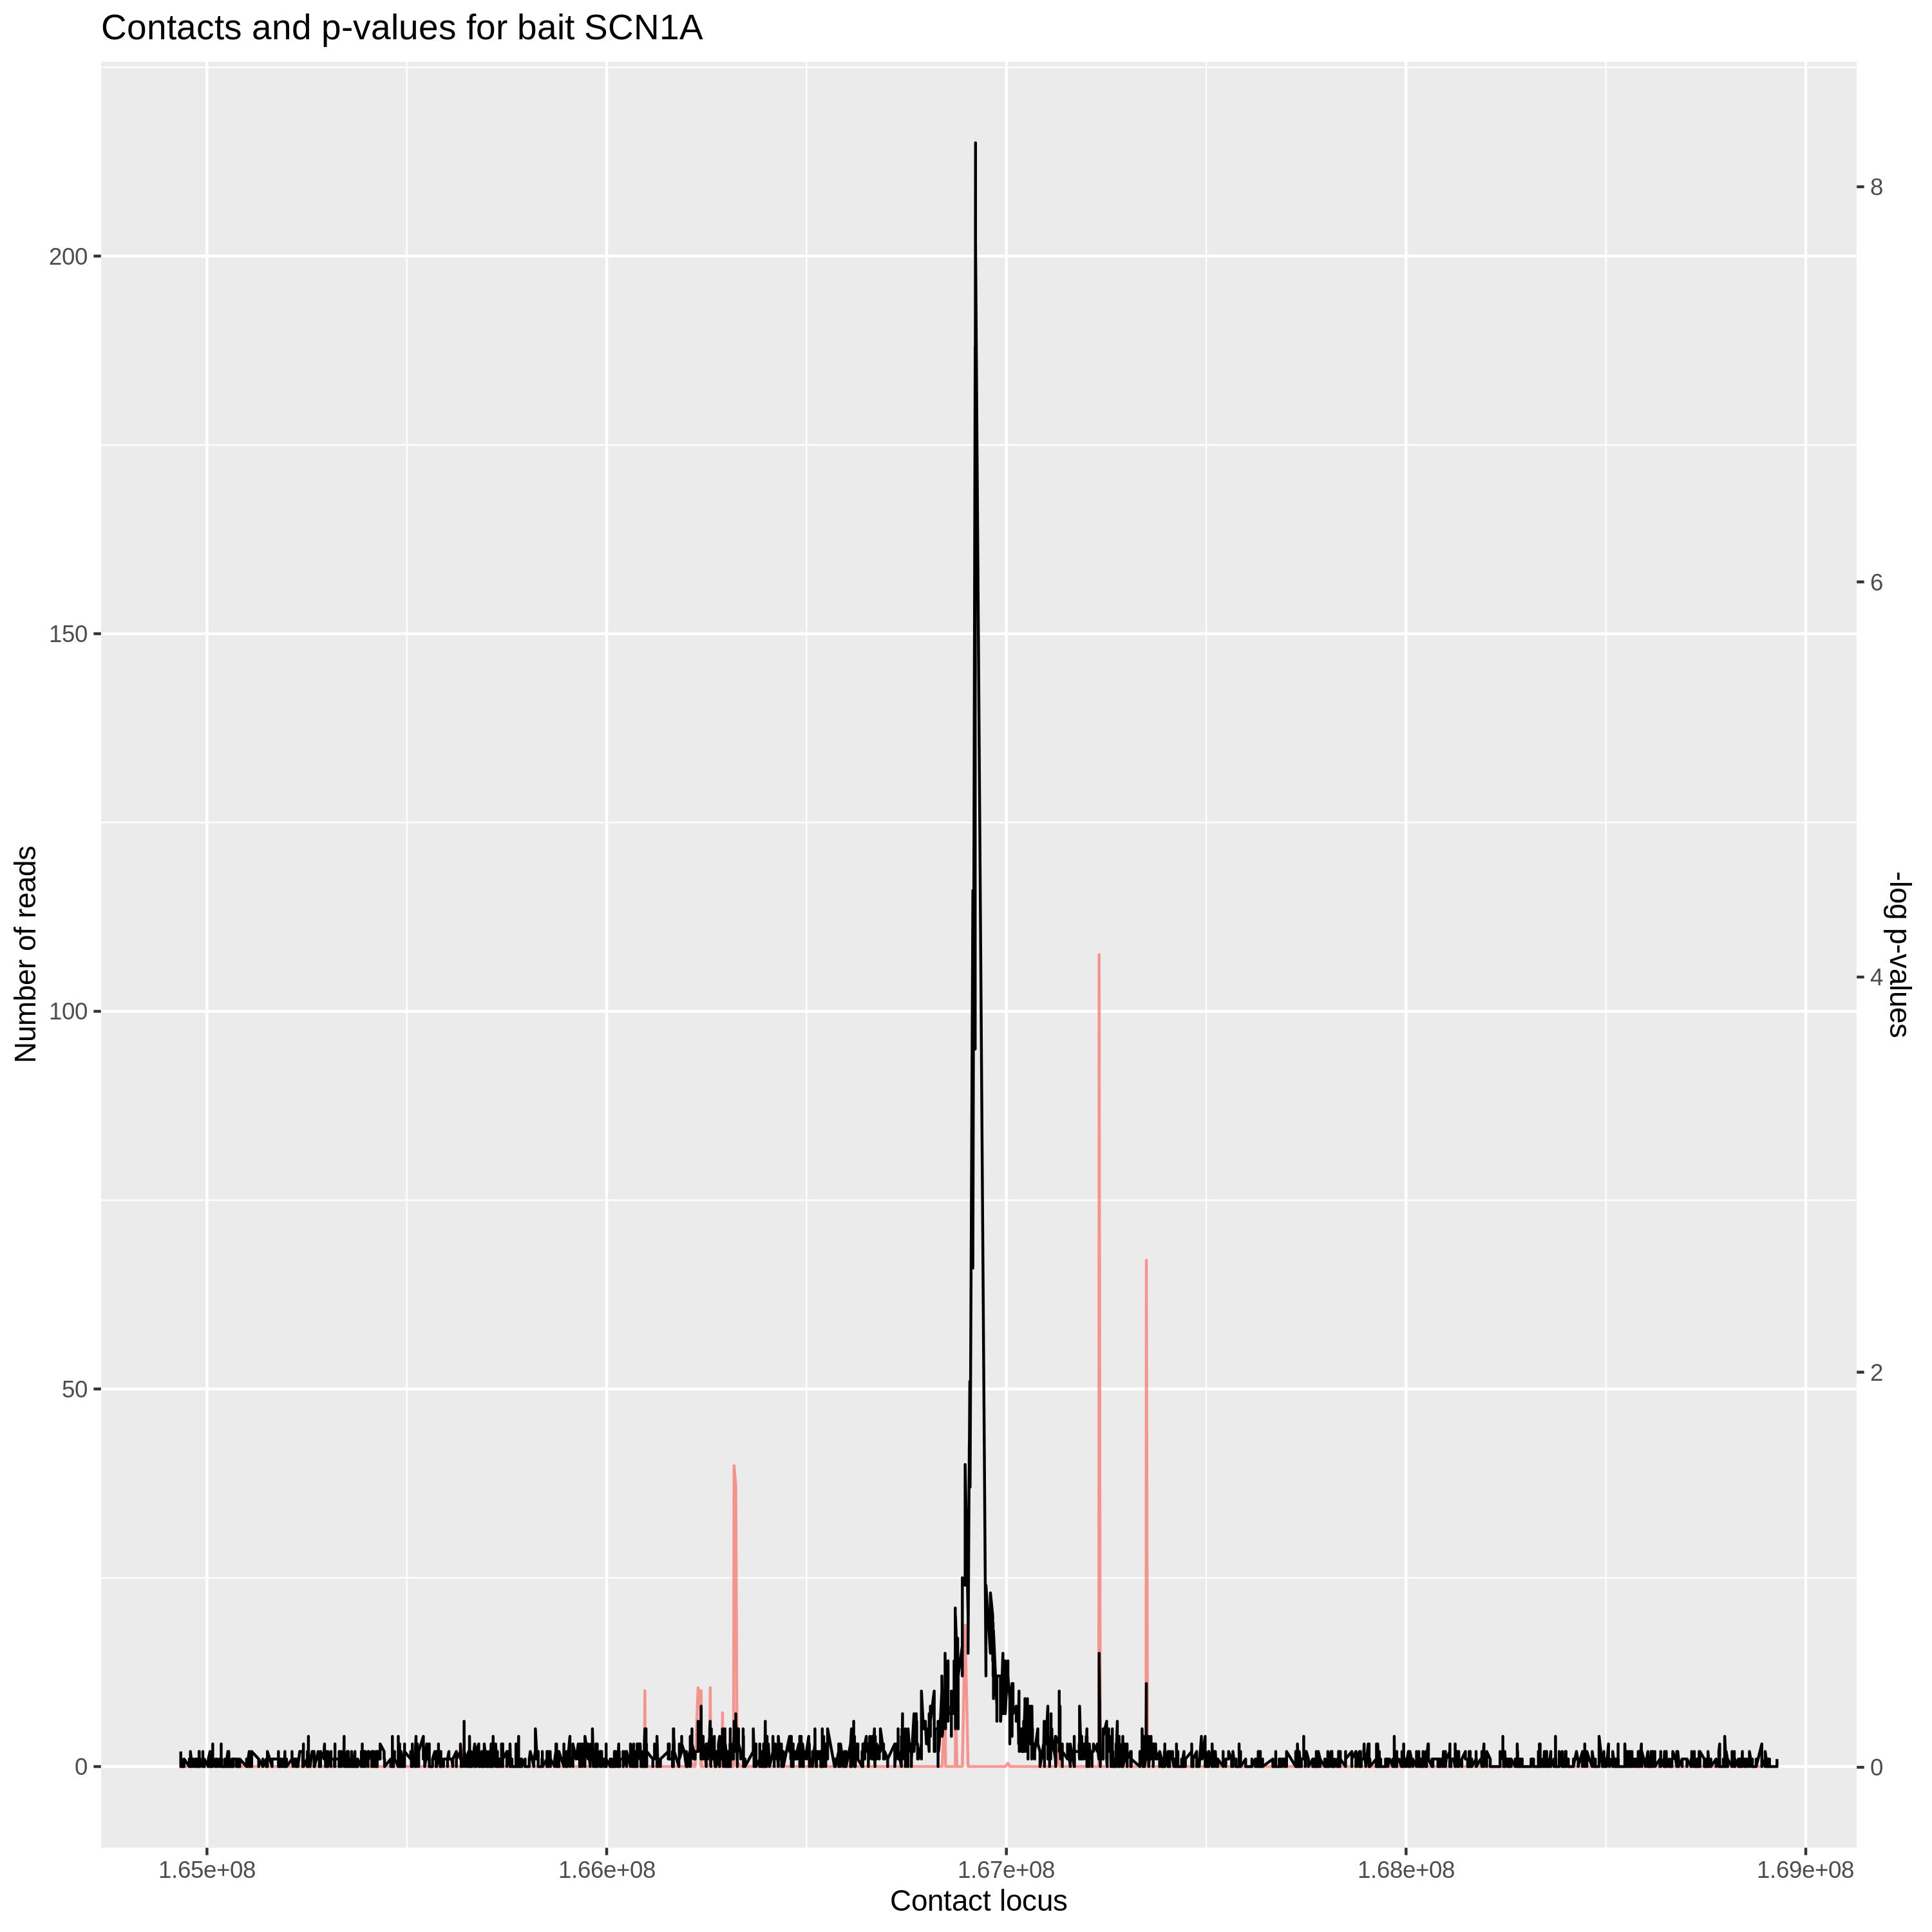 Contacts and p-values for bait SCN1A
200
150
100
50
0
Number of reads
8
6
4
2
0
-log p-values
1.65e+08
1.66e+08
1.67e+08
1.68e+08
1.69e+08
Contact locus